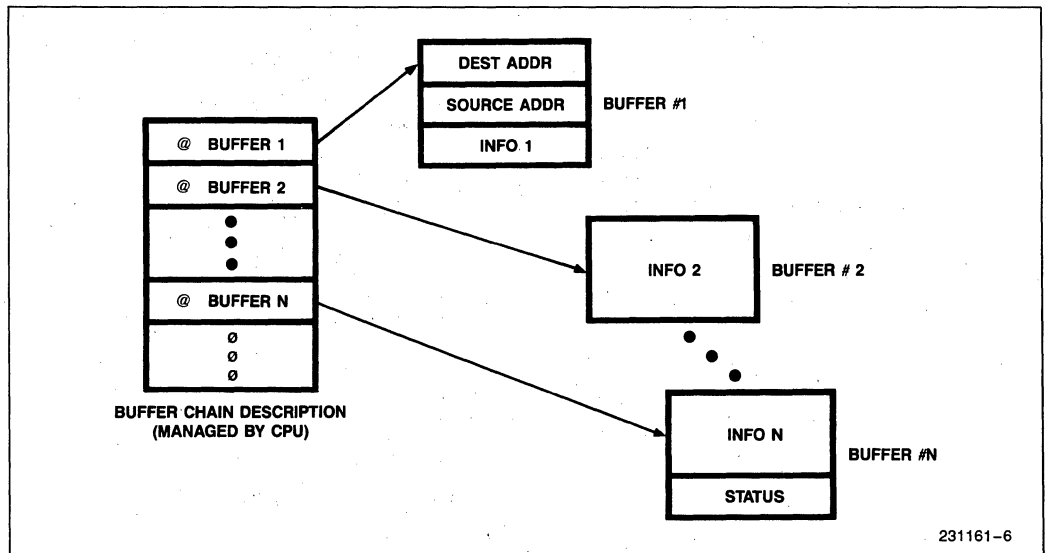 DEST ADDR
SOURCE ADDR
BUFFER #1
INFO 1
@ BUFFER 1
@ BUFFER 2
@ BUFFER N
Ø
Ø
Ø
BUFFER CHAIN DESCRIPTION
(MANAGED BY CPU)
INFO 2
BUFFER # 2
INFO N
BUFFER #N
STATUS
231161-6